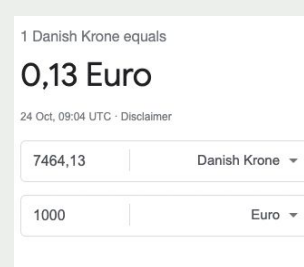 1 Danish Krone equals
0,13 Euro
24 Oct, 09:04 UTC · Disclaimer
7464,13 Danish Krone
1000 Euro